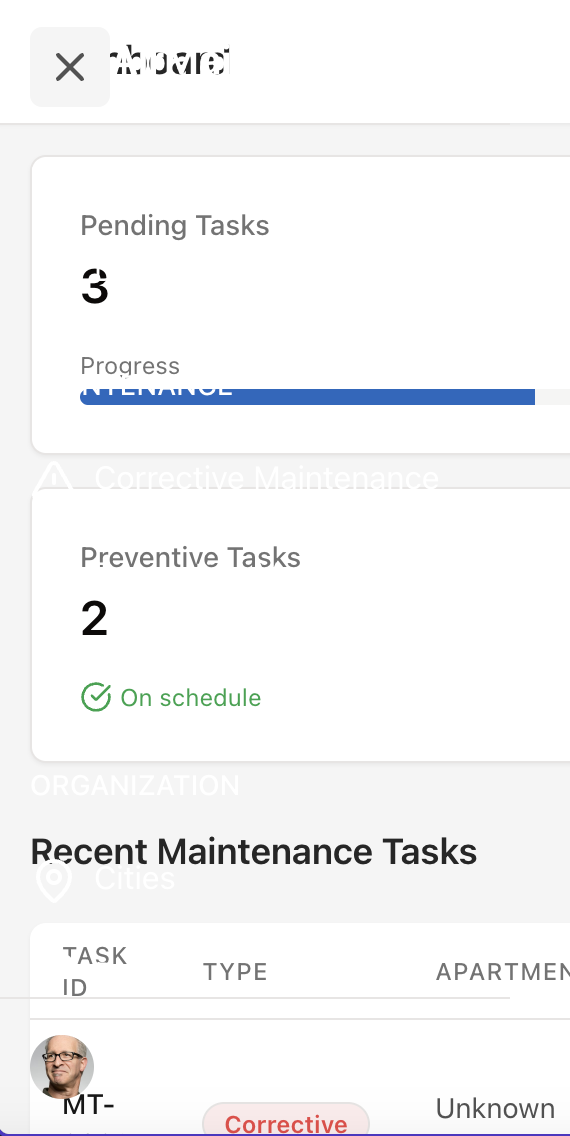 Pending Tasks
3
Progress
NTENANCE
Corrective Maintenance
Preventive Tasks
2
On schedule
ORGANIZATION
Recent Maintenance Tasks
Cities
TASK
ID
TYPE
APARTMEN
MT-
Corrective
Unknown